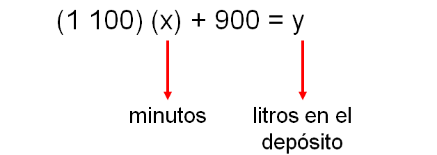 (1 100) (x) + 900 = y
minutos
litros en el
depósito